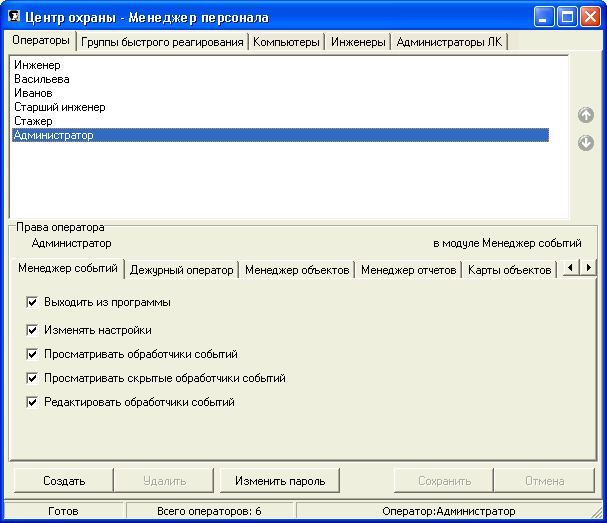 Центр охраны - Менеджер персонала
Операторы Группы быстрого реагирования Компьютеры Инженеры Администраторы ЛК
Инженер
Васильева
Иванов
Старший инженер
Стажер
Администратор
Права оператора
Администратор в модуле Менеджер событий
Менеджер событий Дежурный оператор Менеджер объектов Менеджер отчетов Карты объектов
Выходить из программы
Изменять настройки
Просматривать обработчики событий
Просматривать скрытые обработчики событий
Редактировать обработчики событий
Создать Удалить Изменить пароль Сохранить Отмена
Готов Всего операторов: 6 Оператор:Администратор